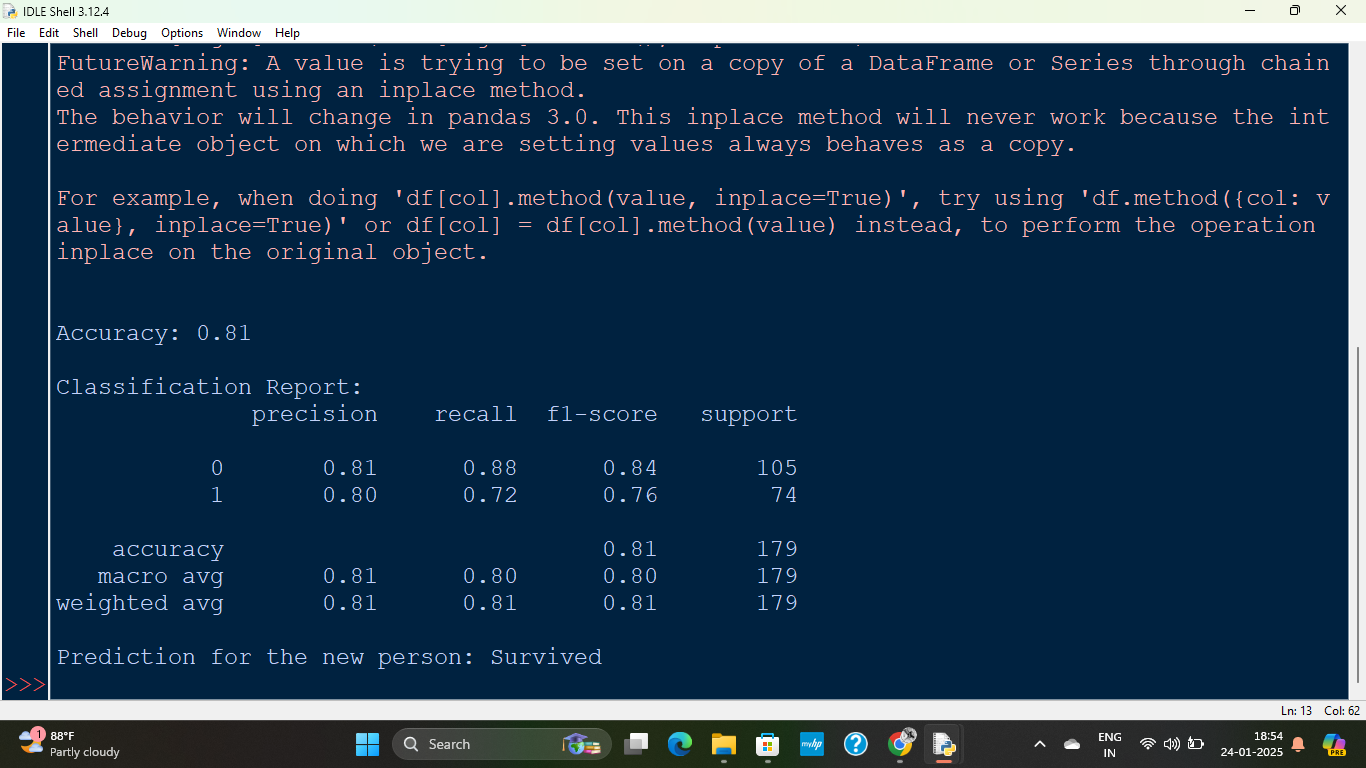 IDLE Shell 3.12.4
File Edit Shell Debug Options Window Help
FutureWarning: A value is trying to be set on a copy of a DataFrame or Series through chain
ed assignment using an inplace method.
The behavior will change in pandas 3.0. This inplace method will never work because the int
ermediate object on which we are setting values always behaves as a copy.
For example, when doing 'df[col].method(value, inplace=True)', try using 'df.method({col: v
alue}, inplace=True)' or df[col] = df[col].method(value) instead, to perform the operation
inplace on the original object.
Accuracy: 0.81
Classification Report:
precision recall f1-score support
0 0.81 0.88 0.84 105
1 0.80 0.72 0.76 74
accuracy 0.81 179
macro avg 0.81 0.80 0.80 179
weighted avg 0.81 0.81 0.81 179
Prediction for the new person: Survived
>>>
Ln: 13 Col: 62
1
88°F
Partly cloudy
Search
myhp
?
ENG
IN
18:54
24-01-2025
PRE